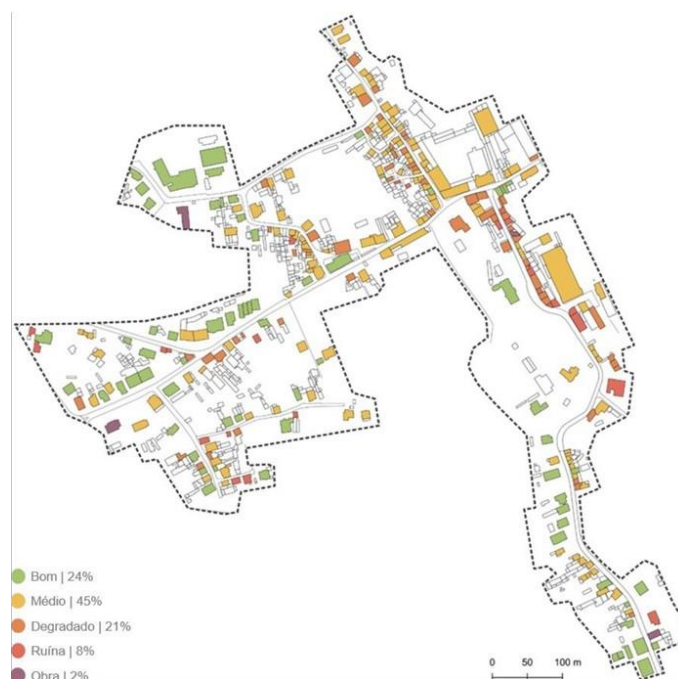 Bom | 24%
Médio | 45%
Degradado | 21%
Ruína | 8%
Obra | 2%
0 50 100 m